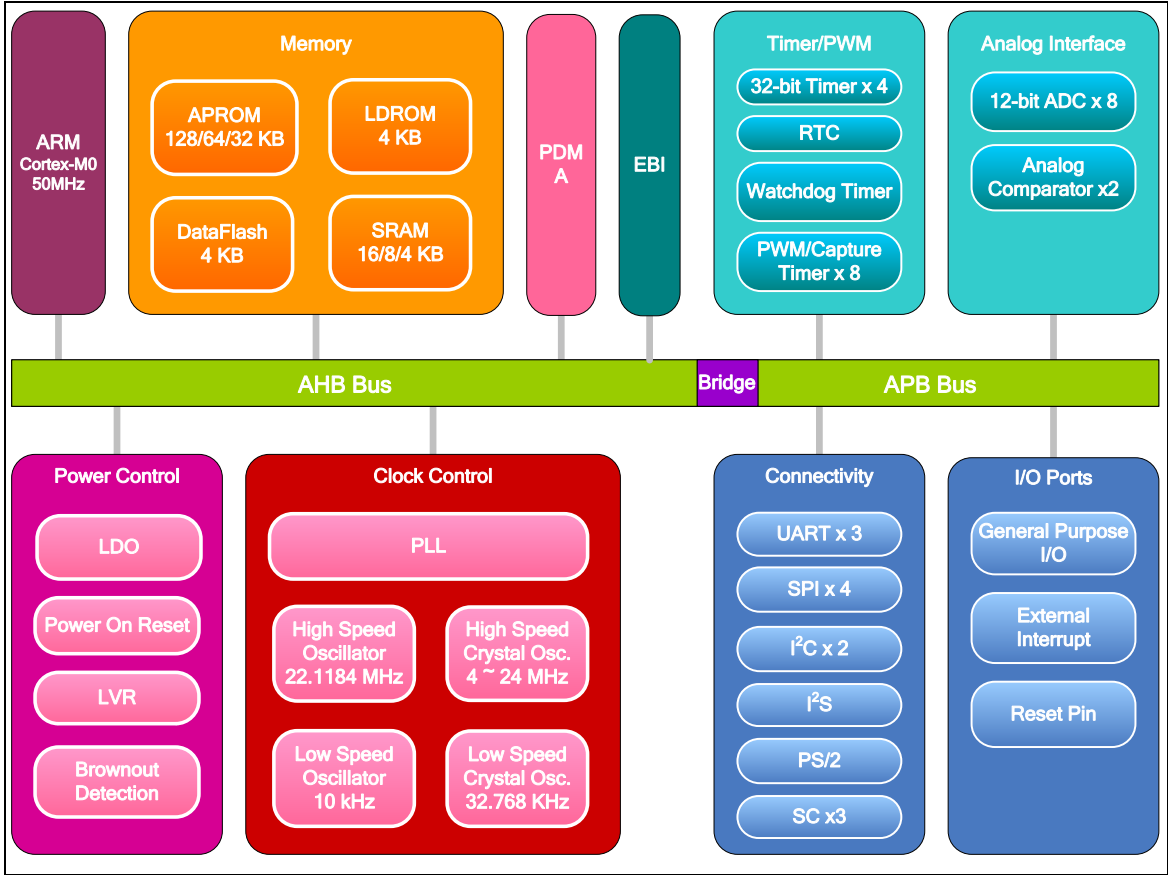 ARM
Cortex-M0
50MHz
Memory
APROM
128/64/32 KB
LDROM
4 KB
DataFlash
4 KB
SRAM
16/8/4 KB
PDM
A
EBI
Timer/PWM
32-bit Timer x 4
RTC
Watchdog Timer
PWM/Capture
Timer x 8
Analog Interface
12-bit ADC x 8
Analog
Comparator x2
AHB Bus
Bridge
APB Bus
Power Control
LDO
Power On Reset
LVR
Brownout
Detection
Clock Control
PLL
High Speed
Oscillator
22.1184 MHz
High Speed
Crystal Osc.
4 ~ 24 MHz
Low Speed
Oscillator
10 kHz
Low Speed
Crystal Osc.
32.768 KHz
Connectivity
UART x 3
SPI x 4
I²C x 2
I²S
PS/2
SC x3
I/O Ports
General Purpose
I/O
External
Interrupt
Reset Pin